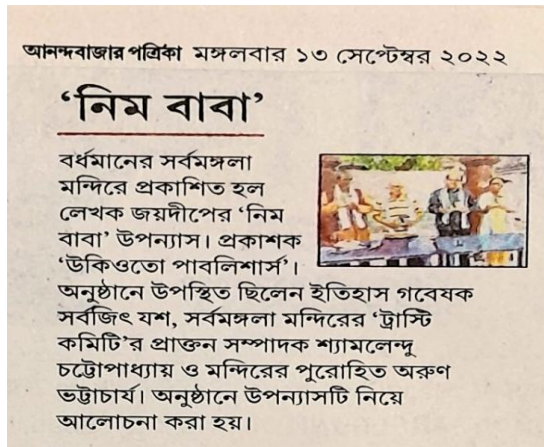 আনন্দবাজার পত্রিকা মঙ্গলবার ১৩ সেপ্টেম্বর ২০২২
‘নিম বাবা’
বর্ধমানের সর্বমঙ্গলা
মন্দিরে প্রকাশিত হল
লেখক জয়দীপের ‘নিম
বাবা’ উপন্যাস। প্রকাশক
‘উকিওতো পাবলিশার্স’।
অনুষ্ঠানে উপস্থিত ছিলেন ইতিহাস গবেষক
সর্বজিৎ যশ, সর্বমঙ্গলা মন্দিরের ‘ট্রাস্টি
কমিটি’র প্রাক্তন সম্পাদক শ্যামলেন্দু
চট্টোপাধ্যায় ও মন্দিরের পুরোহিত অরুণ
ভট্টাচার্য। অনুষ্ঠানে উপন্যাসটি নিয়ে
আলোচনা করা হয়।